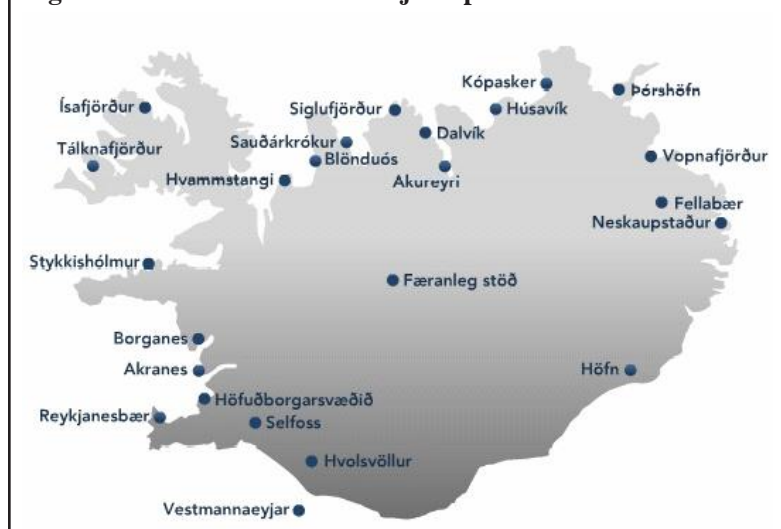 Kópasker
Þórshöfn
Ísafjörður
Siglufjörður
Húsavík
Dalvík
Sauðárkrókur
Tálknafjörður
Blönduós
Vopnafjörður
Hvammstangi
Akureyri
Fellabær
Neskaupstaður
Stykkishólmur
Færanleg stöð
Borganes
Akranes
Höfn
Höfuðborgarsvæðið
Reykjanesbær
Selfoss
Hvolsvöllur
Vestmannaeyjar